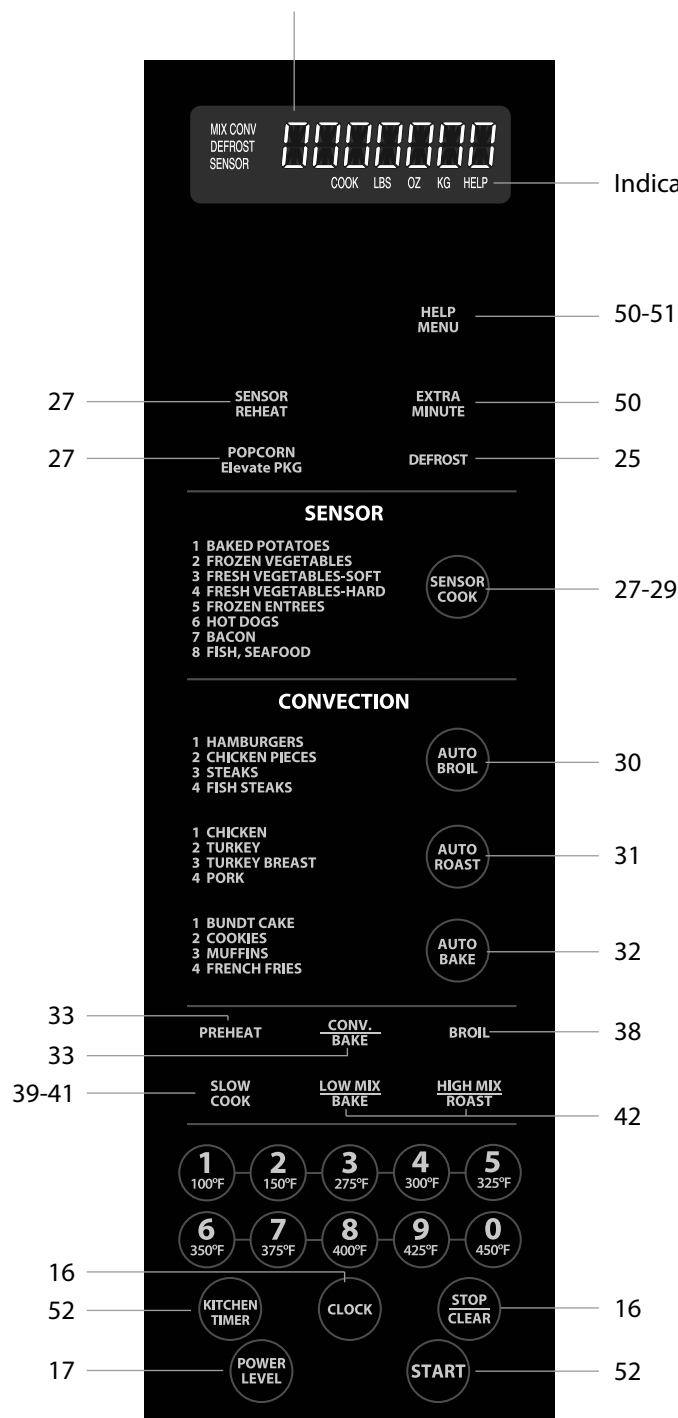 MIX CONV
DEFROST
SENSOR
COOK LBS OZ KG HELP
HELP
MENU
50-51
27
SENSOR
REHEAT
EXTRA
MINUTE
50
27
POPCORN
Elevate PKG
DEFROST
25
SENSOR
1 BAKED POTATOES
2 FROZEN VEGETABLES
3 FRESH VEGETABLES-SOFT
4 FRESH VEGETABLES-HARD
5 FROZEN ENTREES
6 HOT DOGS
7 BACON
8 FISH, SEAFOOD
SENSOR
COOK
27-29
CONVECTION
1 HAMBURGERS
2 CHICKEN PIECES
3 STEAKS
4 FISH STEAKS
AUTO
BROIL
30
1 CHICKEN
2 TURKEY
3 TURKEY BREAST
4 PORK
AUTO
ROAST
31
1 BUNDT CAKE
2 COOKIES
3 MUFFINS
4 FRENCH FRIES
AUTO
BAKE
32
33
PREHEAT
33
CONV.
BAKE
BROIL
38
39-41
SLOW
COOK
LOW MIX
BAKE
HIGH MIX
ROAST
42
1 2 3 4 5
100°F 150°F 275°F 300°F 325°F
6 7 8 9 0
350°F 375°F 400°F 425°F 450°F
16
52
KITCHEN
TIMER
CLOCK
STOP
CLEAR
16
17
POWER
LEVEL
START
52